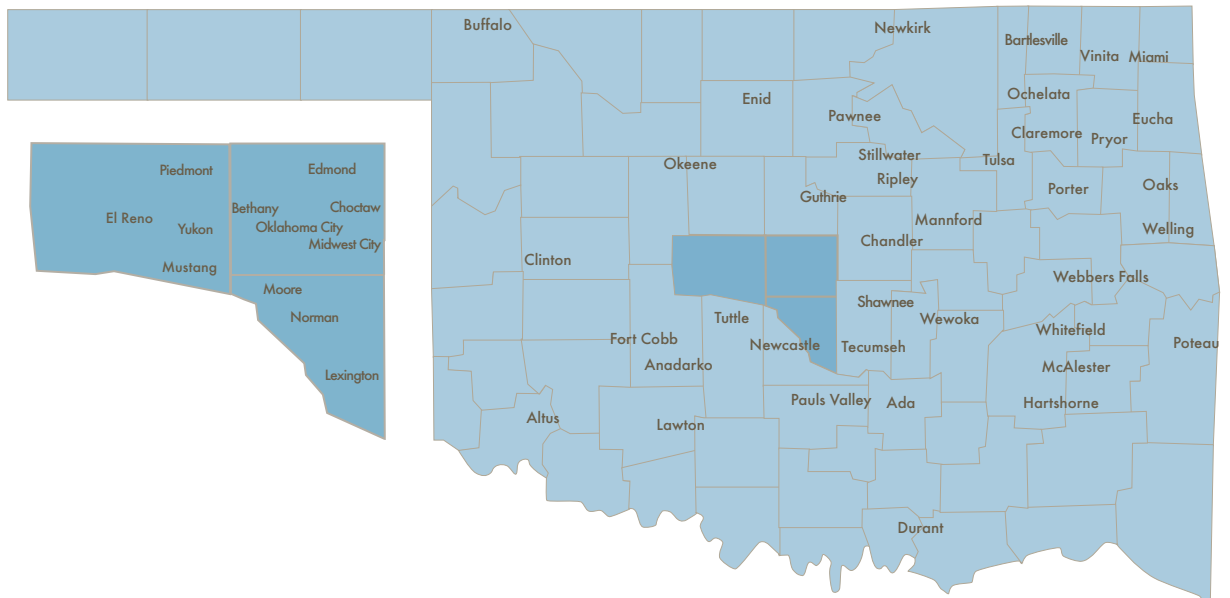 Buffalo
Newkirk
Bartlesville
Vinita
Miami
Enid
Ochelata
Pawnee
Eucha
Claremore
Pryor
Okeene
Stillwater
Tulsa
Ripley
Porter
Oaks
Guthrie
Mannford
Welling
Chandler
Clinton
Webbers Falls
Shawnee
Tuttle
Wewoka
Whitefield
Fort Cobb
Newcastle
Tecumseh
Poteau
Anadarko
McAlester
Pauls Valley
Ada
Hartshorne
Altus
Lawton
Durant
Piedmont
Edmond
Bethany
Choctaw
El Reno
Yukon
Oklahoma City
Midwest City
Mustang
Moore
Norman
Lexington